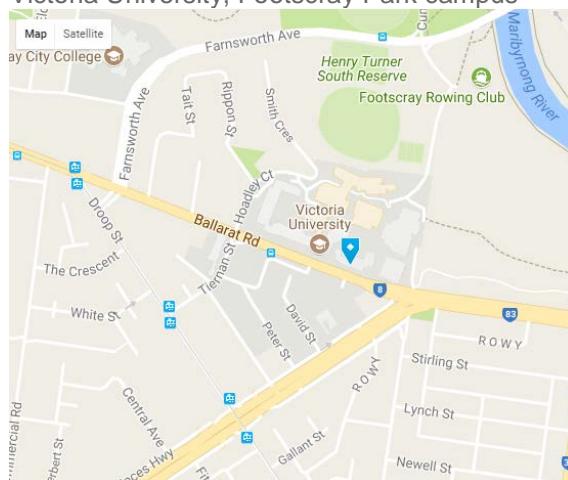 Victoria University, Footscray Park campus
Map Satellite
ay City College
Farnsworth Ave
Henry Turner
South Reserve
Footscray Rowing Club
Maribyrnong River
Farnsworth Ave
Tait St
Rippon St
Smith Cres
Hoadley Ct
Victoria
University
Ballarat Rd
Droop St
The Crescent
Tiernan St
White St
8
83
David St
Peter St
ROWY
Stirling St
ROWY
Lynch St
Central Ave
Gallant St
Newell St